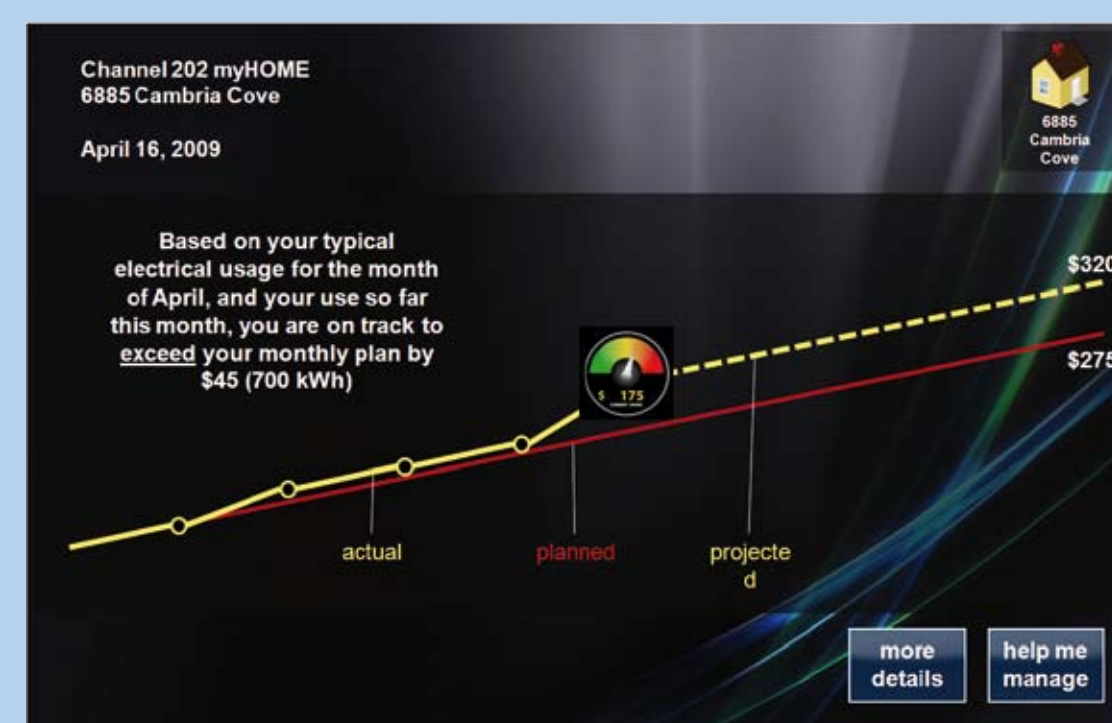 Channel 202 myHOME
6885 Cambria Cove
April 16, 2009
6885
Cambria
Cove
Based on your typical
electrical usage for the month
of April, and your use so far
this month, you are on track to
exceed your monthly plan by
$45 (700 kWh)
$320
$275
$ 175
actual
planned
projecte
d
more
details
help me
manage